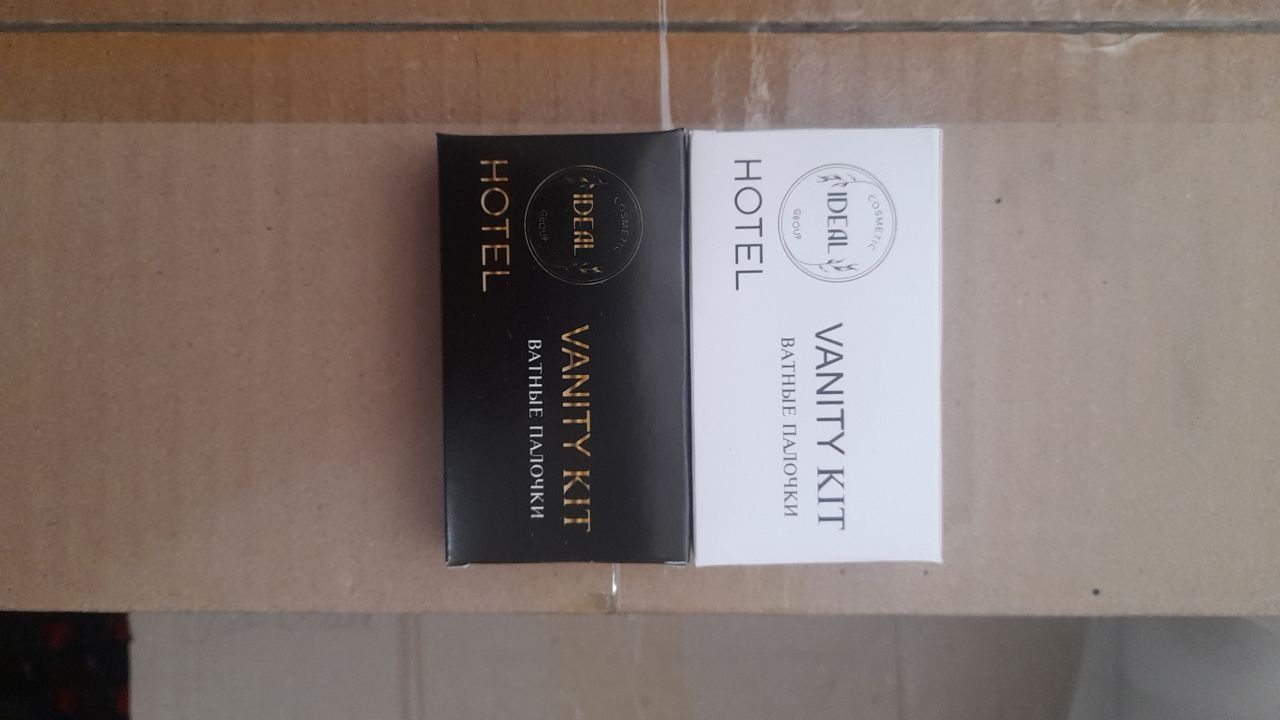 COSMETIC
IDEAL
GROUP
HOTEL
VANITY KIT
ВАТНЫЕ ПАЛОЧКИ
COSMETIC
IDEAL
GROUP
HOTEL
VANITY KIT
ВАТНЫЕ ПАЛОЧКИ